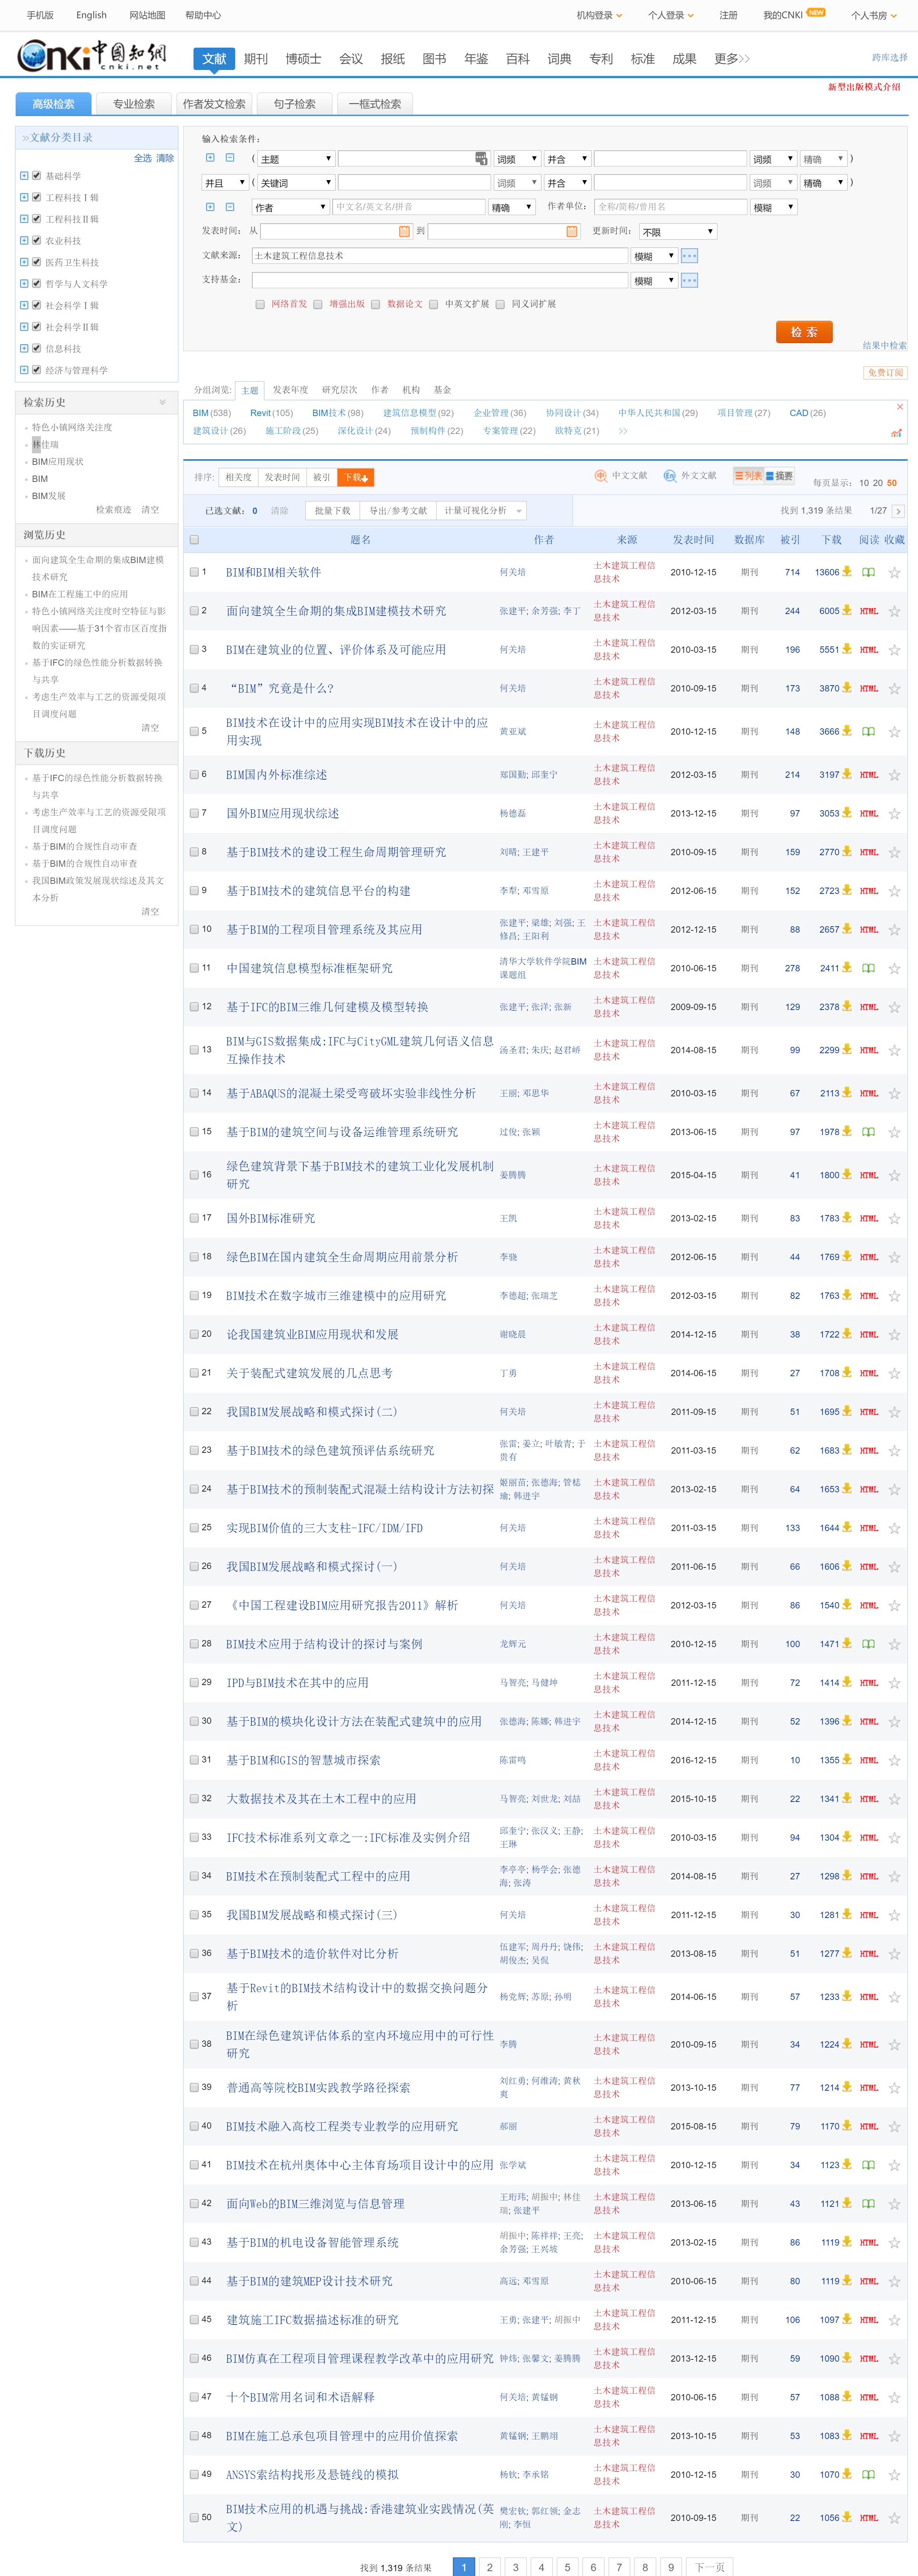 手机版 English 网站地图 帮助中心 机构登录 个人登录 注册 我的CNKI NEW 个人书房
Cnki 中国知网 cnki.net
文献 期刊 博硕士 会议 报纸 图书 年鉴 百科 词典 专利 标准 成果 更多>> 跨库选择
新型出版模式介绍
高级检索 专业检索 作者发文检索 句子检索 一框式检索
文献分类目录
全选 清除
基础科学
工程科技Ⅰ辑
工程科技Ⅱ辑
农业科技
医药卫生科技
哲学与人文科学
社会科学Ⅰ辑
社会科学Ⅱ辑
信息科技
经济与管理科学
检索历史
特色小镇网络关注度
林佳瑞
BIM应用现状
BIM
BIM发展
检索痕迹 清空
浏览历史
面向建筑全生命期的集成BIM建模
技术研究
BIM在工程施工中的应用
特色小镇网络关注度时空特征与影
响因素——基于31个省市区百度指
数的实证研究
基于IFC的绿色性能分析数据转换
与共享
考虑生产效率与工艺的资源受限项
目调度问题
清空
下载历史
基于IFC的绿色性能分析数据转换
与共享
考虑生产效率与工艺的资源受限项
目调度问题
基于BIM的合规性自动审查
基于BIM的合规性自动审查
我国BIM政策发展现状综述及其文
本分析
清空
输入检索条件:
( 主题 词频 并含 词频 精确 )
并且 ( 关键词 词频 并含 词频 精确 )
作者 中文名/英文名/拼音 精确 作者单位: 全称/简称/曾用名 模糊
发表时间: 从 到 更新时间: 不限
文献来源: 土木建筑工程信息技术 模糊
支持基金: 模糊
网络首发 增强出版 数据论文 中英文扩展 同义词扩展
检索
结果中检索
免费订阅
分组浏览: 主题 发表年度 研究层次 作者 机构 基金
BIM(538) Revit(105) BIM技术(98) 建筑信息模型(92) 企业管理(36) 协同设计(34) 中华人民共和国(29) 项目管理(27) CAD(26)
建筑设计(26) 施工阶段(25) 深化设计(24) 预制构件(22) 专案管理(22) 欧特克(21) >>
排序: 相关度 发表时间 被引 下载 中文文献 外文文献 列表 摘要 每页显示: 10 20 50
已选文献: 0 清除 批量下载 导出/参考文献 计量可视化分析 找到 1,319 条结果 1/27 >
题名 作者 来源 发表时间 数据库 被引 下载 阅读 收藏
1 BIM和BIM相关软件 何关培 土木建筑工程信息技术 2010-12-15 期刊 714 13606
2 面向建筑全生命期的集成BIM建模技术研究 张建平; 余芳强; 李丁 土木建筑工程信息技术 2012-03-15 期刊 244 6005 HTML
3 BIM在建筑业的位置、评价体系及可能应用 何关培 土木建筑工程信息技术 2010-03-15 期刊 196 5551 HTML
4 “BIM”究竟是什么? 何关培 土木建筑工程信息技术 2010-09-15 期刊 173 3870 HTML
5 BIM技术在设计中的应用实现BIM技术在设计中的应用实现 黄亚斌 土木建筑工程信息技术 2010-12-15 期刊 148 3666
6 BIM国内外标准综述 郑国勤; 邱奎宁 土木建筑工程信息技术 2012-03-15 期刊 214 3197 HTML
7 国外BIM应用现状综述 杨德磊 土木建筑工程信息技术 2013-12-15 期刊 97 3053 HTML
8 基于BIM技术的建设工程生命周期管理研究 刘晴; 王建平 土木建筑工程信息技术 2010-09-15 期刊 159 2770 HTML
9 基于BIM技术的建筑信息平台的构建 李犁; 邓雪原 土木建筑工程信息技术 2012-06-15 期刊 152 2723 HTML
10 基于BIM的工程项目管理系统及其应用 张建平; 梁雄; 刘强; 王修昌; 王阳利 土木建筑工程信息技术 2012-12-15 期刊 88 2657 HTML
11 中国建筑信息模型标准框架研究 清华大学软件学院BIM课题组 土木建筑工程信息技术 2010-06-15 期刊 278 2411
12 基于IFC的BIM三维几何建模及模型转换 张建平; 张洋; 张新 土木建筑工程信息技术 2009-09-15 期刊 129 2378 HTML
13 BIM与GIS数据集成:IFC与CityGML建筑几何语义信息互操作技术 汤圣君; 朱庆; 赵君峤 土木建筑工程信息技术 2014-08-15 期刊 99 2299 HTML
14 基于ABAQUS的混凝土梁受弯破坏实验非线性分析 王丽; 邓思华 土木建筑工程信息技术 2010-03-15 期刊 67 2113 HTML
15 基于BIM的建筑空间与设备运维管理系统研究 过俊; 张颖 土木建筑工程信息技术 2013-06-15 期刊 97 1978
16 绿色建筑背景下基于BIM技术的建筑工业化发展机制研究 姜腾腾 土木建筑工程信息技术 2015-04-15 期刊 41 1800 HTML
17 国外BIM标准研究 王凯 土木建筑工程信息技术 2013-02-15 期刊 83 1783 HTML
18 绿色BIM在国内建筑全生命周期应用前景分析 李骁 土木建筑工程信息技术 2012-06-15 期刊 44 1769 HTML
19 BIM技术在数字城市三维建模中的应用研究 李德超; 张瑞芝 土木建筑工程信息技术 2012-03-15 期刊 82 1763 HTML
20 论我国建筑业BIM应用现状和发展 谢晓晨 土木建筑工程信息技术 2014-12-15 期刊 38 1722 HTML
21 关于装配式建筑发展的几点思考 丁勇 土木建筑工程信息技术 2014-06-15 期刊 27 1708 HTML
22 我国BIM发展战略和模式探讨(二) 何关培 土木建筑工程信息技术 2011-09-15 期刊 51 1695 HTML
23 基于BIM技术的绿色建筑预评估系统研究 张雷; 姜立; 叶敏青; 于贵有 土木建筑工程信息技术 2011-03-15 期刊 62 1683 HTML
24 基于BIM技术的预制装配式混凝土结构设计方法初探 姬丽苗; 张德海; 管梽瑜; 韩进宇 土木建筑工程信息技术 2013-02-15 期刊 64 1653 HTML
25 实现BIM价值的三大支柱-IFC/IDM/IFD 何关培 土木建筑工程信息技术 2011-03-15 期刊 133 1644 HTML
26 我国BIM发展战略和模式探讨(一) 何关培 土木建筑工程信息技术 2011-06-15 期刊 66 1606 HTML
27 《中国工程建设BIM应用研究报告2011》解析 何关培 土木建筑工程信息技术 2012-03-15 期刊 86 1540 HTML
28 BIM技术应用于结构设计的探讨与案例 龙辉元 土木建筑工程信息技术 2010-12-15 期刊 100 1471
29 IPD与BIM技术在其中的应用 马智亮; 马健坤 土木建筑工程信息技术 2011-12-15 期刊 72 1414 HTML
30 基于BIM的模块化设计方法在装配式建筑中的应用 张德海; 陈娜; 韩进宇 土木建筑工程信息技术 2014-12-15 期刊 52 1396 HTML
31 基于BIM和GIS的智慧城市探索 陈雷鸣 土木建筑工程信息技术 2016-12-15 期刊 10 1355 HTML
32 大数据技术及其在土木工程中的应用 马智亮; 刘世龙; 刘喆 土木建筑工程信息技术 2015-10-15 期刊 22 1341 HTML
33 IFC技术标准系列文章之一:IFC标准及实例介绍 邱奎宁; 张汉义; 王静; 王琳 土木建筑工程信息技术 2010-03-15 期刊 94 1304 HTML
34 BIM技术在预制装配式工程中的应用 李亭亭; 杨学会; 张德海; 张涛 土木建筑工程信息技术 2014-08-15 期刊 27 1298 HTML
35 我国BIM发展战略和模式探讨(三) 何关培 土木建筑工程信息技术 2011-12-15 期刊 30 1281 HTML
36 基于BIM技术的造价软件对比分析 伍建军; 周丹丹; 饶伟; 胡俊杰; 吴侃 土木建筑工程信息技术 2013-08-15 期刊 51 1277 HTML
37 基于Revit的BIM技术结构设计中的数据交换问题分析 杨党辉; 苏原; 孙明 土木建筑工程信息技术 2014-06-15 期刊 57 1233 HTML
38 BIM在绿色建筑评估体系的室内环境应用中的可行性研究 李腾 土木建筑工程信息技术 2010-09-15 期刊 34 1224 HTML
39 普通高等院校BIM实践教学路径探索 刘红勇; 何维涛; 黄秋爽 土木建筑工程信息技术 2013-10-15 期刊 77 1214 HTML
40 BIM技术融入高校工程类专业教学的应用研究 郝丽 土木建筑工程信息技术 2015-08-15 期刊 79 1170 HTML
41 BIM技术在杭州奥体中心主体育场项目设计中的应用 张学斌 土木建筑工程信息技术 2010-12-15 期刊 34 1123
42 面向Web的BIM三维浏览与信息管理 王珩玮; 胡振中; 林佳瑞; 张建平 土木建筑工程信息技术 2013-06-15 期刊 43 1121
43 基于BIM的机电设备智能管理系统 胡振中; 陈祥祥; 王亮; 余芳强; 王兴坡 土木建筑工程信息技术 2013-02-15 期刊 86 1119 HTML
44 基于BIM的建筑MEP设计技术研究 高远; 邓雪原 土木建筑工程信息技术 2010-06-15 期刊 80 1119 HTML
45 建筑施工IFC数据描述标准的研究 王勇; 张建平; 胡振中 土木建筑工程信息技术 2011-12-15 期刊 106 1097 HTML
46 BIM仿真在工程项目管理课程教学改革中的应用研究 钟炜; 张馨文; 姜腾腾 土木建筑工程信息技术 2013-12-15 期刊 59 1090 HTML
47 十个BIM常用名词和术语解释 何关培; 黄锰钢 土木建筑工程信息技术 2010-06-15 期刊 57 1088 HTML
48 BIM在施工总承包项目管理中的应用价值探索 黄锰钢; 王鹏翊 土木建筑工程信息技术 2013-10-15 期刊 53 1083 HTML
49 ANSYS索结构找形及悬链线的模拟 杨钦; 李承铭 土木建筑工程信息技术 2010-12-15 期刊 30 1070
50 BIM技术应用的机遇与挑战:香港建筑业实践情况(英文) 樊宏钦; 郭红领; 金志刚; 李恒 土木建筑工程信息技术 2010-09-15 期刊 22 1056 HTML
找到 1,319 条结果 1 2 3 4 5 6 7 8 9 下一页